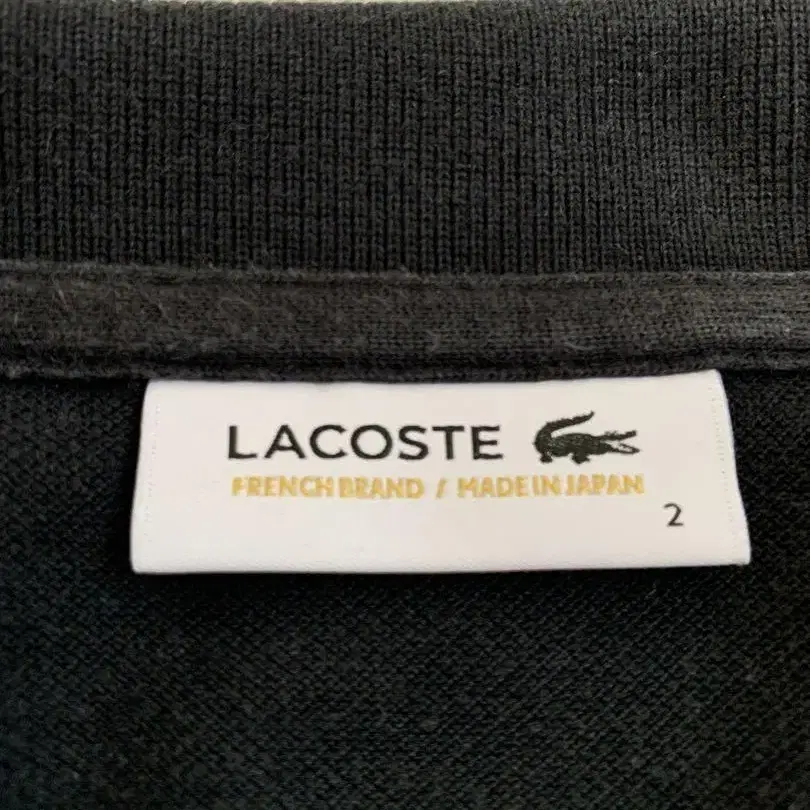 LACOSTE
FRENCH BRAND / MADE IN JAPAN
2